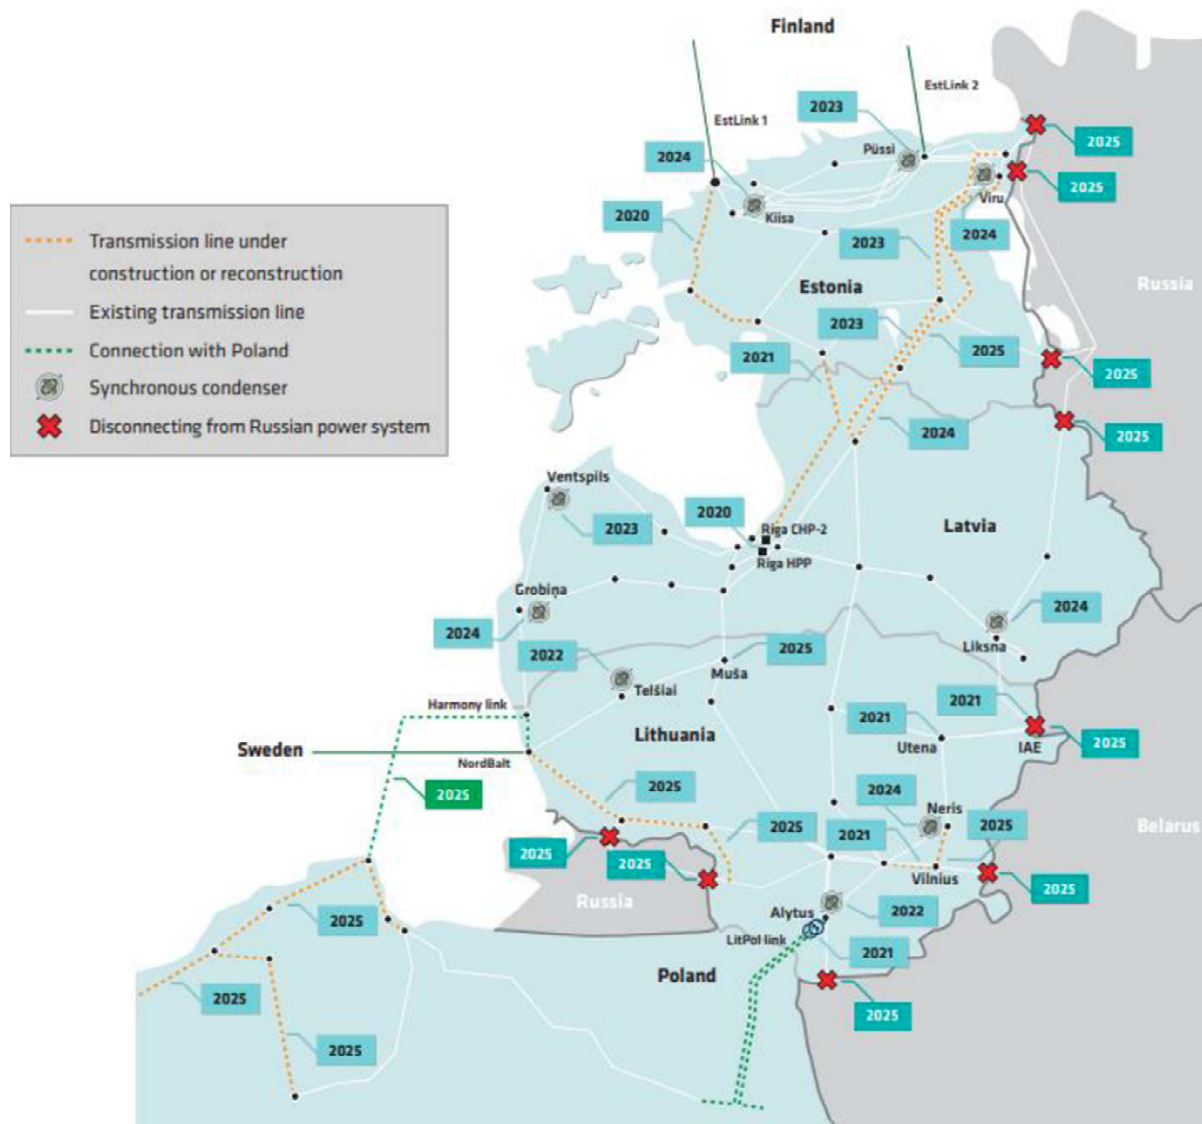 Finland
EstLink 2
2023
EstLink 1
2025
Püssi
2024
2025
Viru
Kiisa
2020
2024
2023
Transmission line under
construction or reconstruction
Existing transmission line
Connection with Poland
Synchronous condenser
Disconnecting from Russian power system
Estonia
Russia
2023
2025
2021
2025
2024
2025
Ventspils
2023
2020
Riga CHP-2
Riga HPP
Latvia
Grobiņa
2024
2024
Liksna
2022
2025
Telšiai
Muša
Harmony link
2021
2021
Lithuania
Utena
IAE
2025
Sweden
NordBalt
2025
2025
2024
Neris
2025
2021
2025
Belarus
2025
2025
Vilnius
2025
Russia
2022
Alytus
LitPol link
2021
2025
Poland
2025
2025
2025